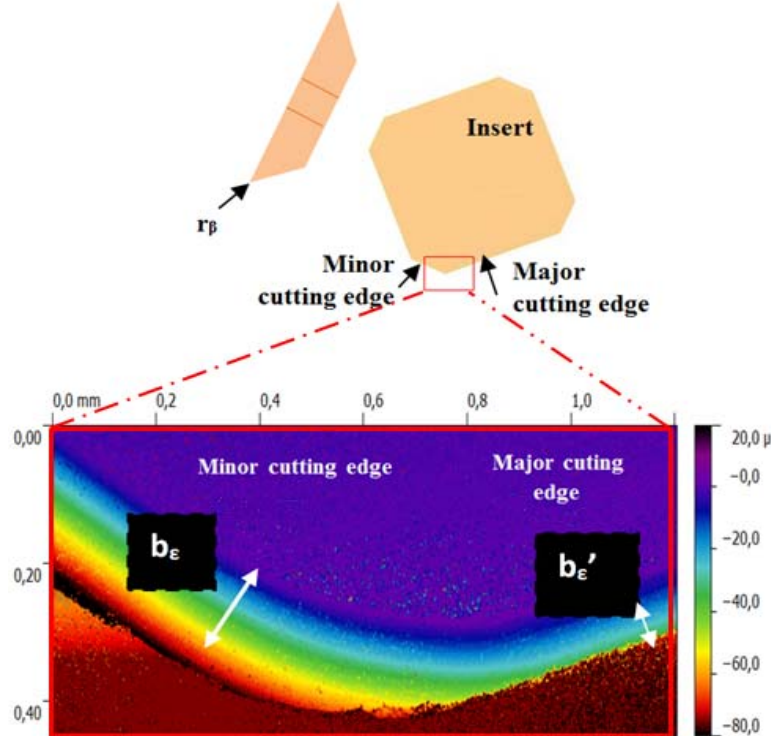 Insert
rβ
Minor
cutting edge
Major
cutting edge
0,0 mm 0,2 0,4 0,6 0,8 1,0
0,00
0,20
0,40
Minor cutting edge
Major cuting
edge
bε
bε’
20,0 µ
−0,0
−20,0
−40,0
−60,0
−80,0